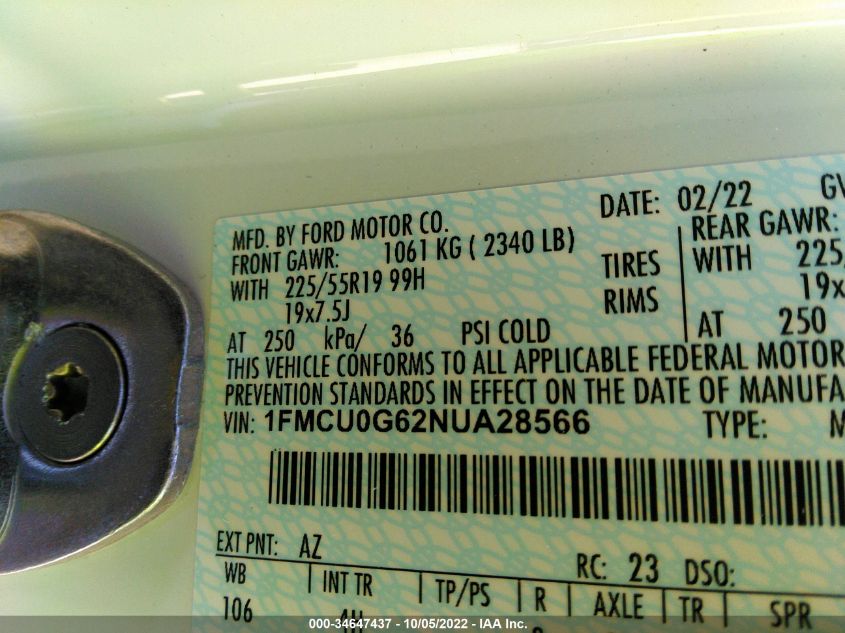 DATE: 02/22 GV
MFD. BY FORD MOTOR CO.
FRONT GAWR: 1061 KG ( 2340 LB)
REAR GAWR:
WITH 225/55R19 99H TIRES WITH 225/
19x7.5J RIMS 19x
AT 250 kPa/ 36 PSI COLD AT 250
THIS VEHICLE CONFORMS TO ALL APPLICABLE FEDERAL MOTOR
PREVENTION STANDARDS IN EFFECT ON THE DATE OF MANUFA
VIN: 1FMCU0G62NUA28566 TYPE: M
EXT PNT: AZ RC: 23 DSO:
WB INT TR TP/PS R AXLE TR SPR
106
000-34647437 - 10/05/2022 - IAA Inc.